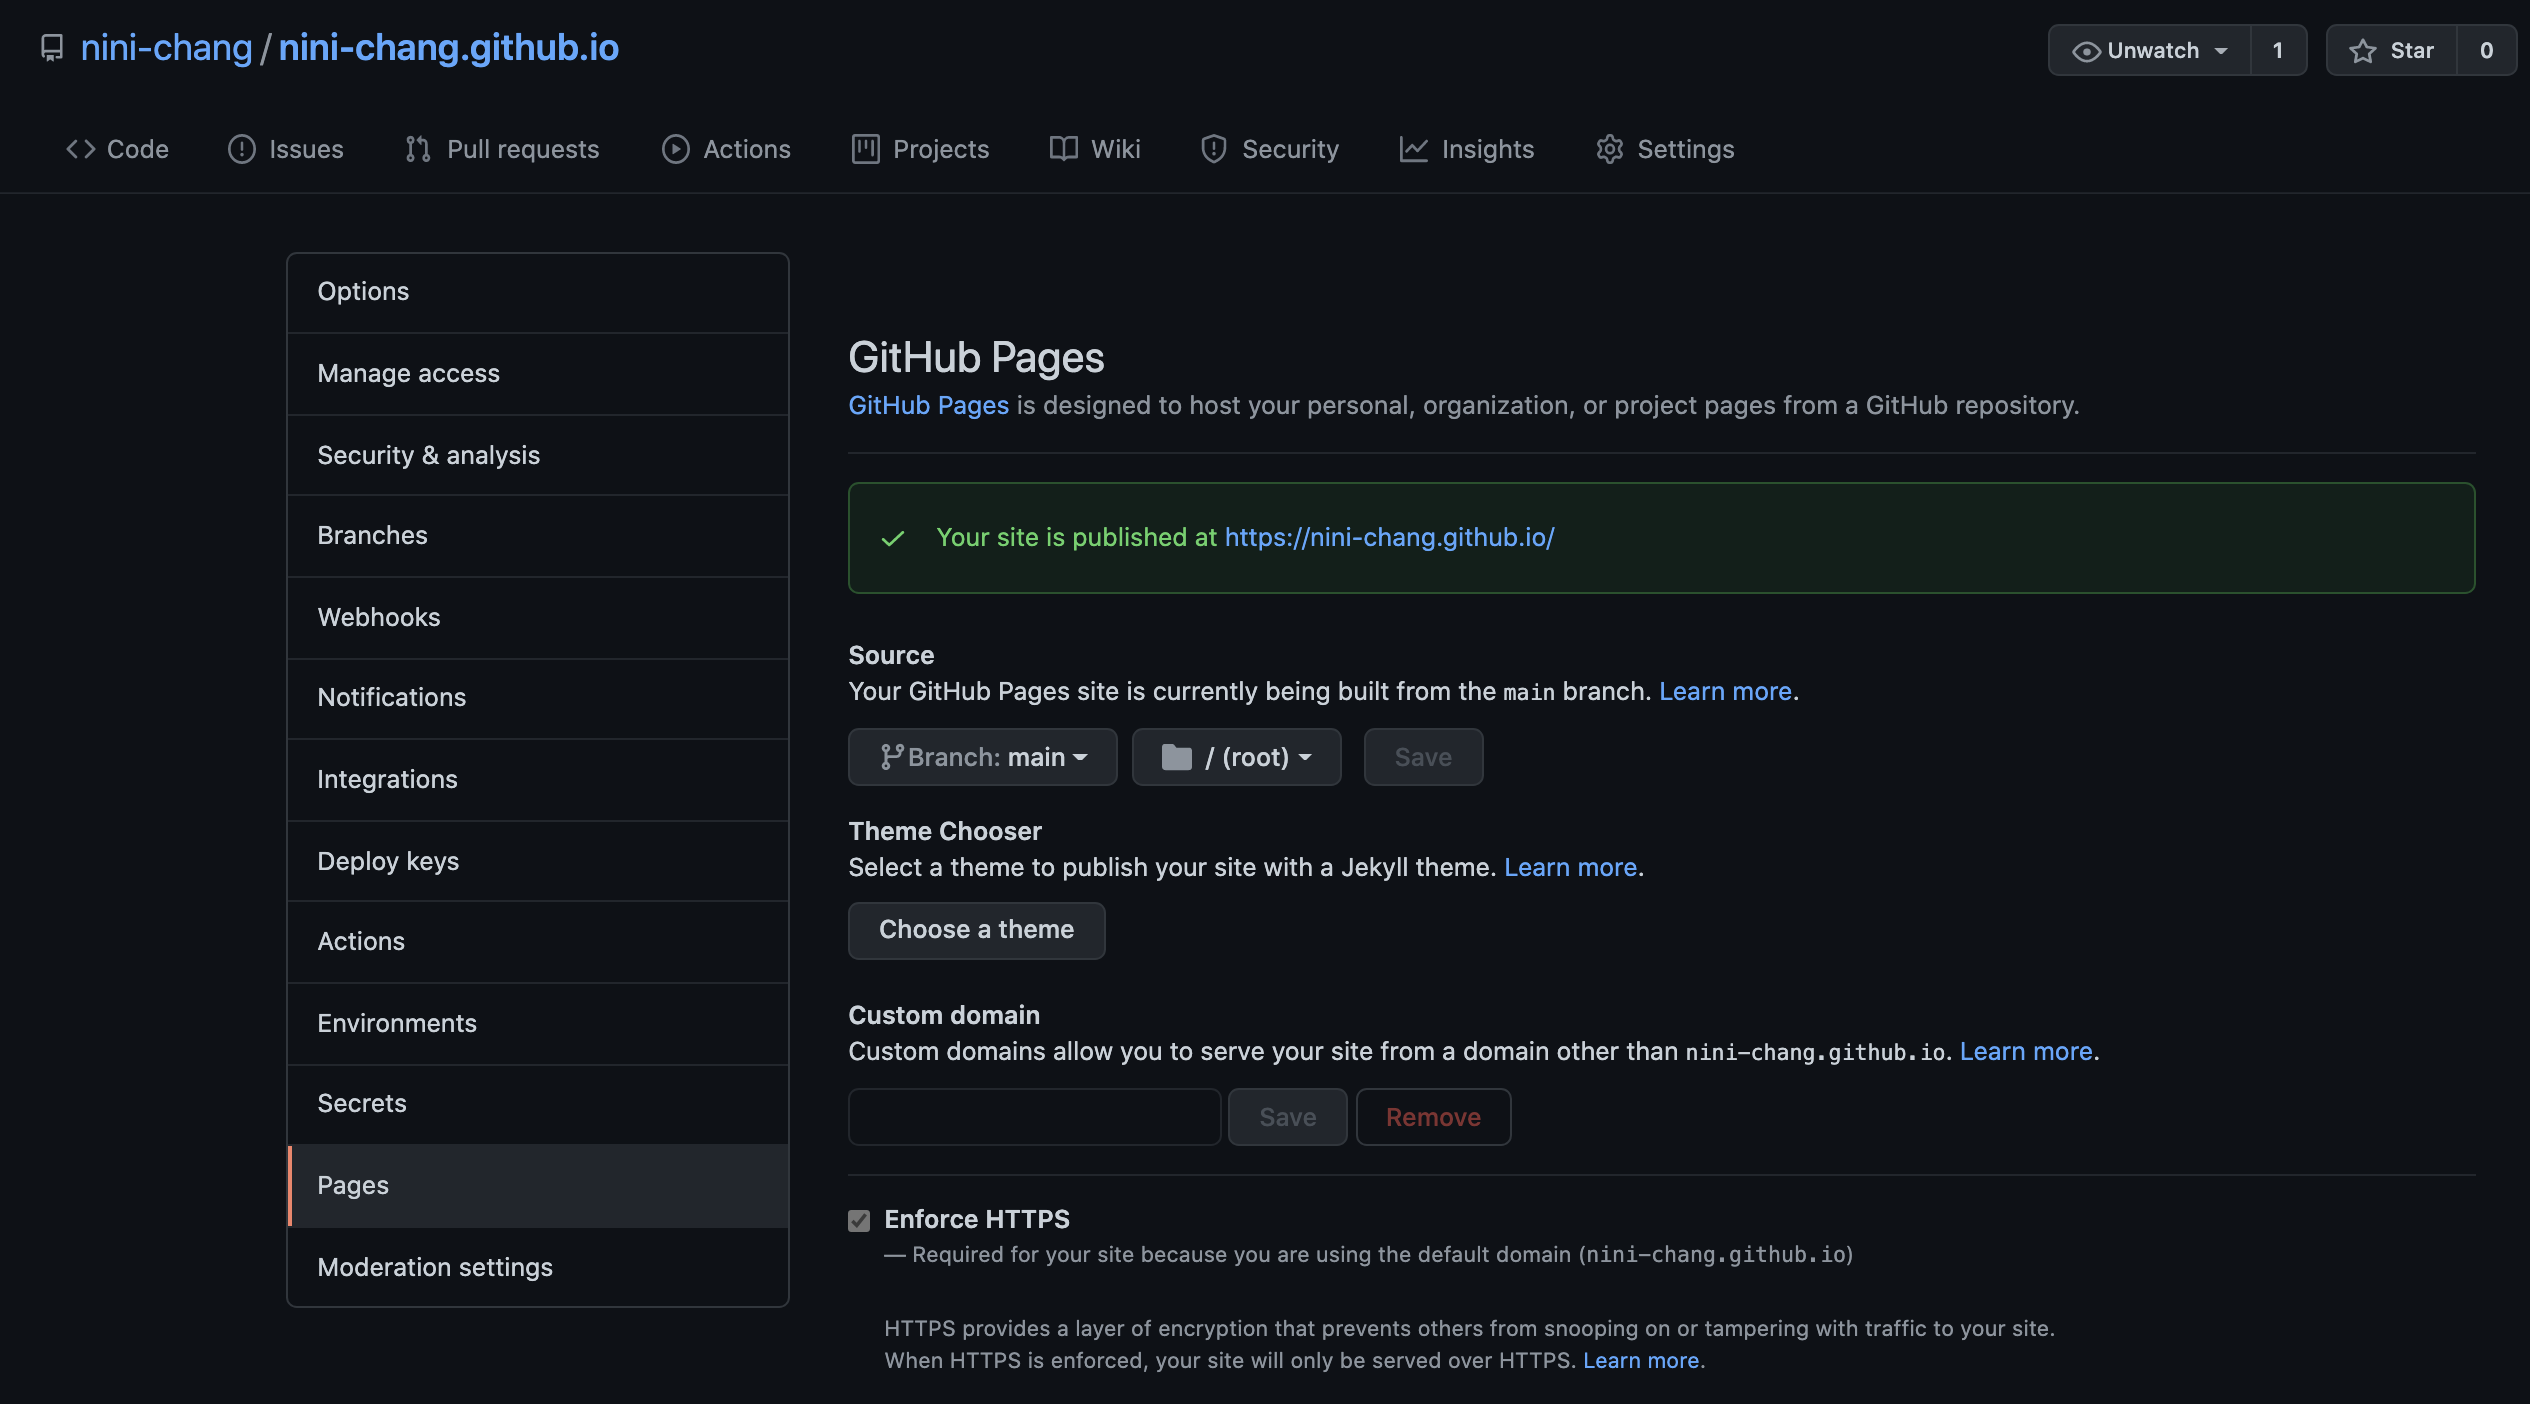 nini-chang / nini-chang.github.io
Unwatch 1 Star 0
Code Issues Pull requests Actions Projects Wiki Security Insights Settings
Options
Manage access
Security & analysis
Branches
Webhooks
Notifications
Integrations
Deploy keys
Actions
Environments
Secrets
Pages
Moderation settings
GitHub Pages
GitHub Pages is designed to host your personal, organization, or project pages from a GitHub repository.
Your site is published at https://nini-chang.github.io/
Source
Your GitHub Pages site is currently being built from the main branch. Learn more.
Branch: main / (root) Save
Theme Chooser
Select a theme to publish your site with a Jekyll theme. Learn more.
Choose a theme
Custom domain
Custom domains allow you to serve your site from a domain other than nini-chang.github.io. Learn more.
Save Remove
Enforce HTTPS
— Required for your site because you are using the default domain (nini-chang.github.io)
HTTPS provides a layer of encryption that prevents others from snooping on or tampering with traffic to your site.
When HTTPS is enforced, your site will only be served over HTTPS. Learn more.